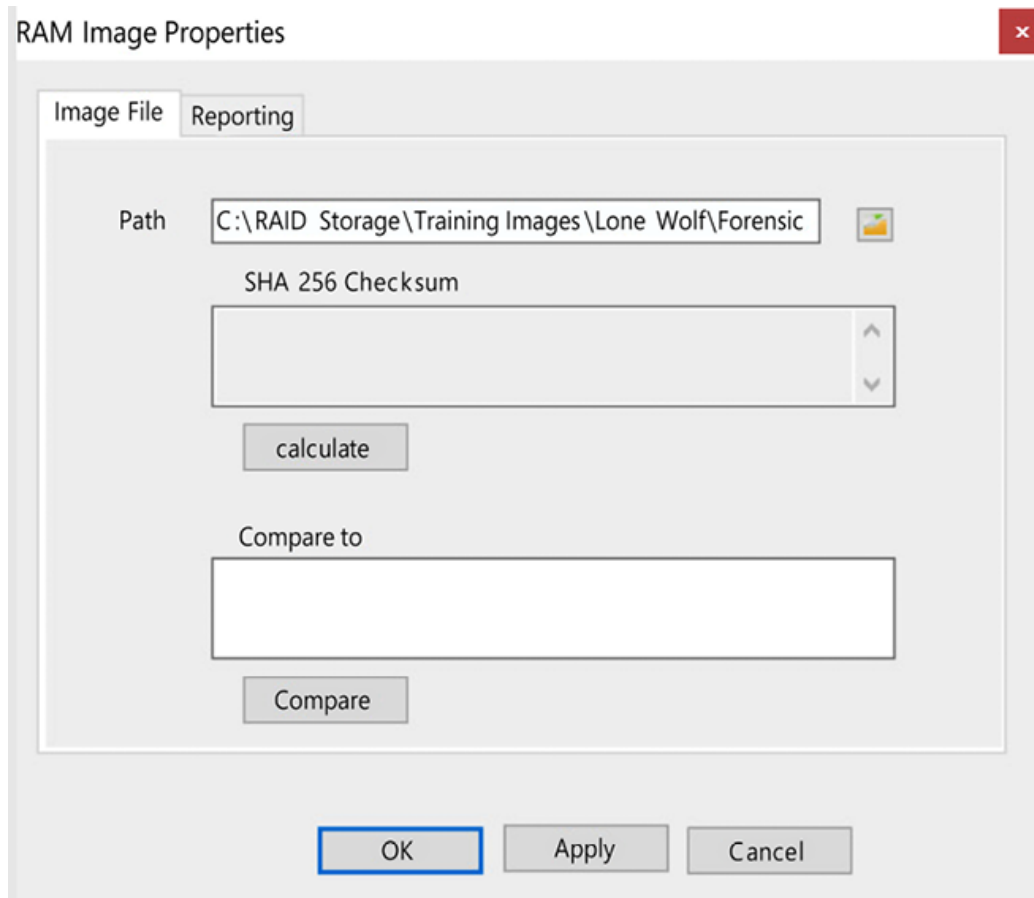 RAM Image Properties
Image File
Reporting
Path
C:\RAID Storage\Training Images\Lone Wolf\Forensic
SHA 256 Checksum
calculate
Compare to
Compare
OK
Apply
Cancel